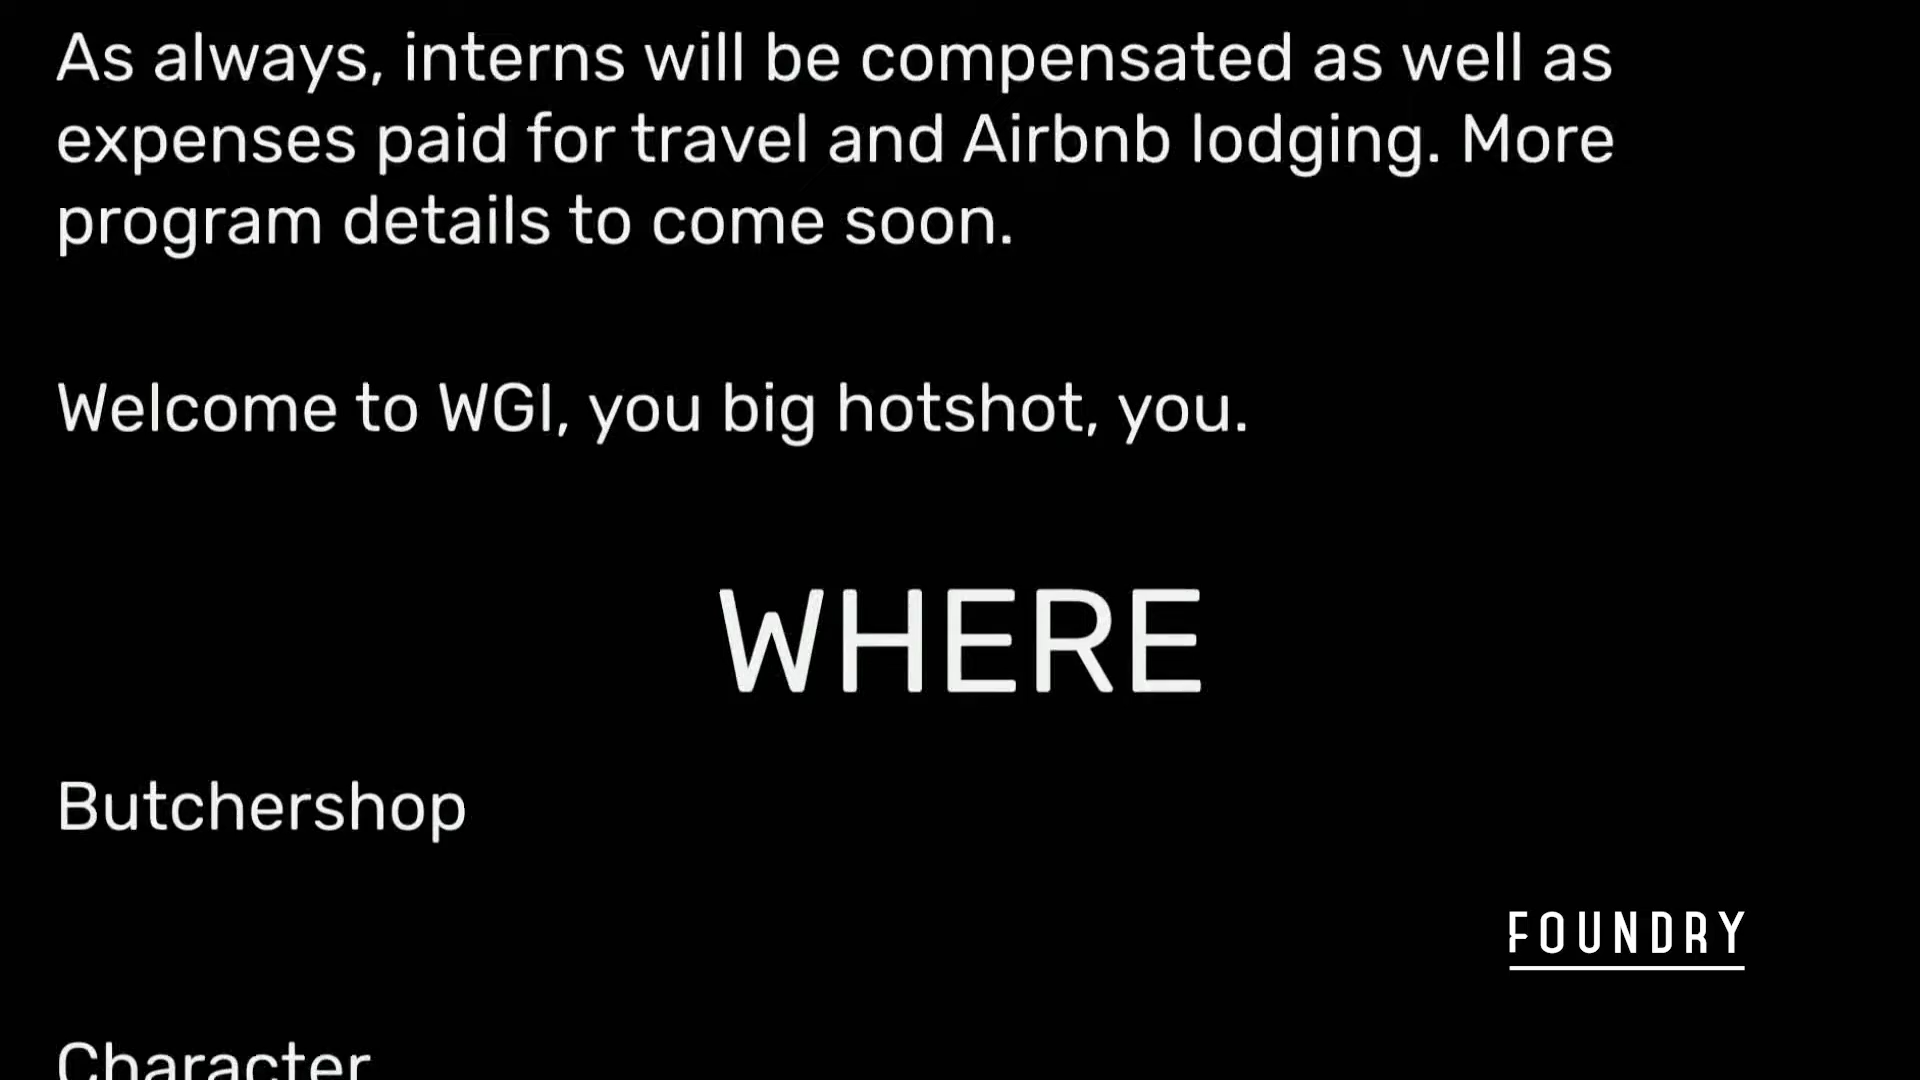 As always, interns will be compensated as well as
expenses paid for travel and Airbnb lodging. More
program details to come soon.
Welcome to WGI, you big hotshot, you.
WHERE
Butchershop
FOUNDRY
Character